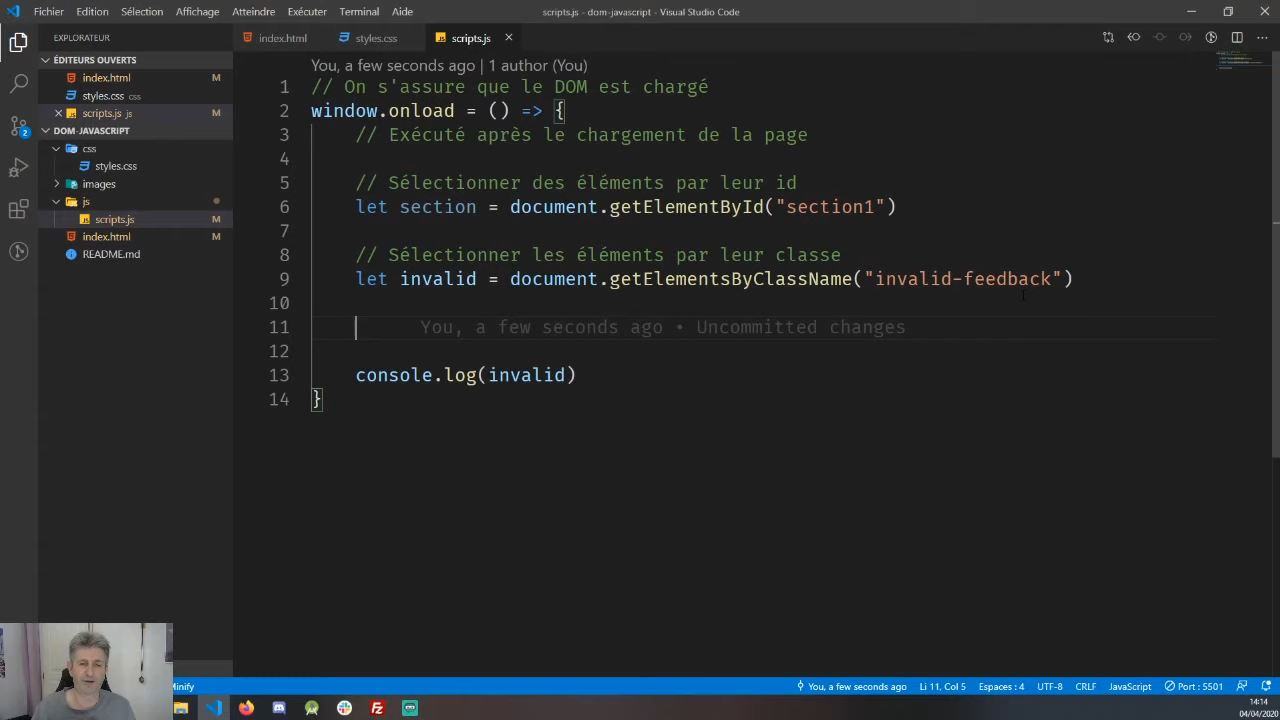 Fichier Edition Sélection Affichage Atteindre Exécuter Terminal Aide
scripts.js - dom-javascript - Visual Studio Code
EXPLORATEUR
ÉDITEURS OUVERTS
index.html M
styles.css css
scripts.js js M
DOM-JAVASCRIPT
css
styles.css
images
js
scripts.js M
index.html M
README.md
2
index.html
styles.css
scripts.js
You, a few seconds ago | 1 author (You)
1 // On s'assure que le DOM est chargé
2 window.onload = () => {
3 // Exécuté après le chargement de la page
4
5 // Sélectionner des éléments par leur id
6 let section = document.getElementById("section1")
7
8 // Sélectionner les éléments par leur classe
9 let invalid = document.getElementsByClassName("invalid-feedback")
10
11 You, a few seconds ago • Uncommitted changes
12
13 console.log(invalid)
14 }
Minify
You, a few seconds ago Li 11, Col 5 Espaces : 4 UTF-8 CRLF JavaScript Port : 5501
14:14
04/04/2020